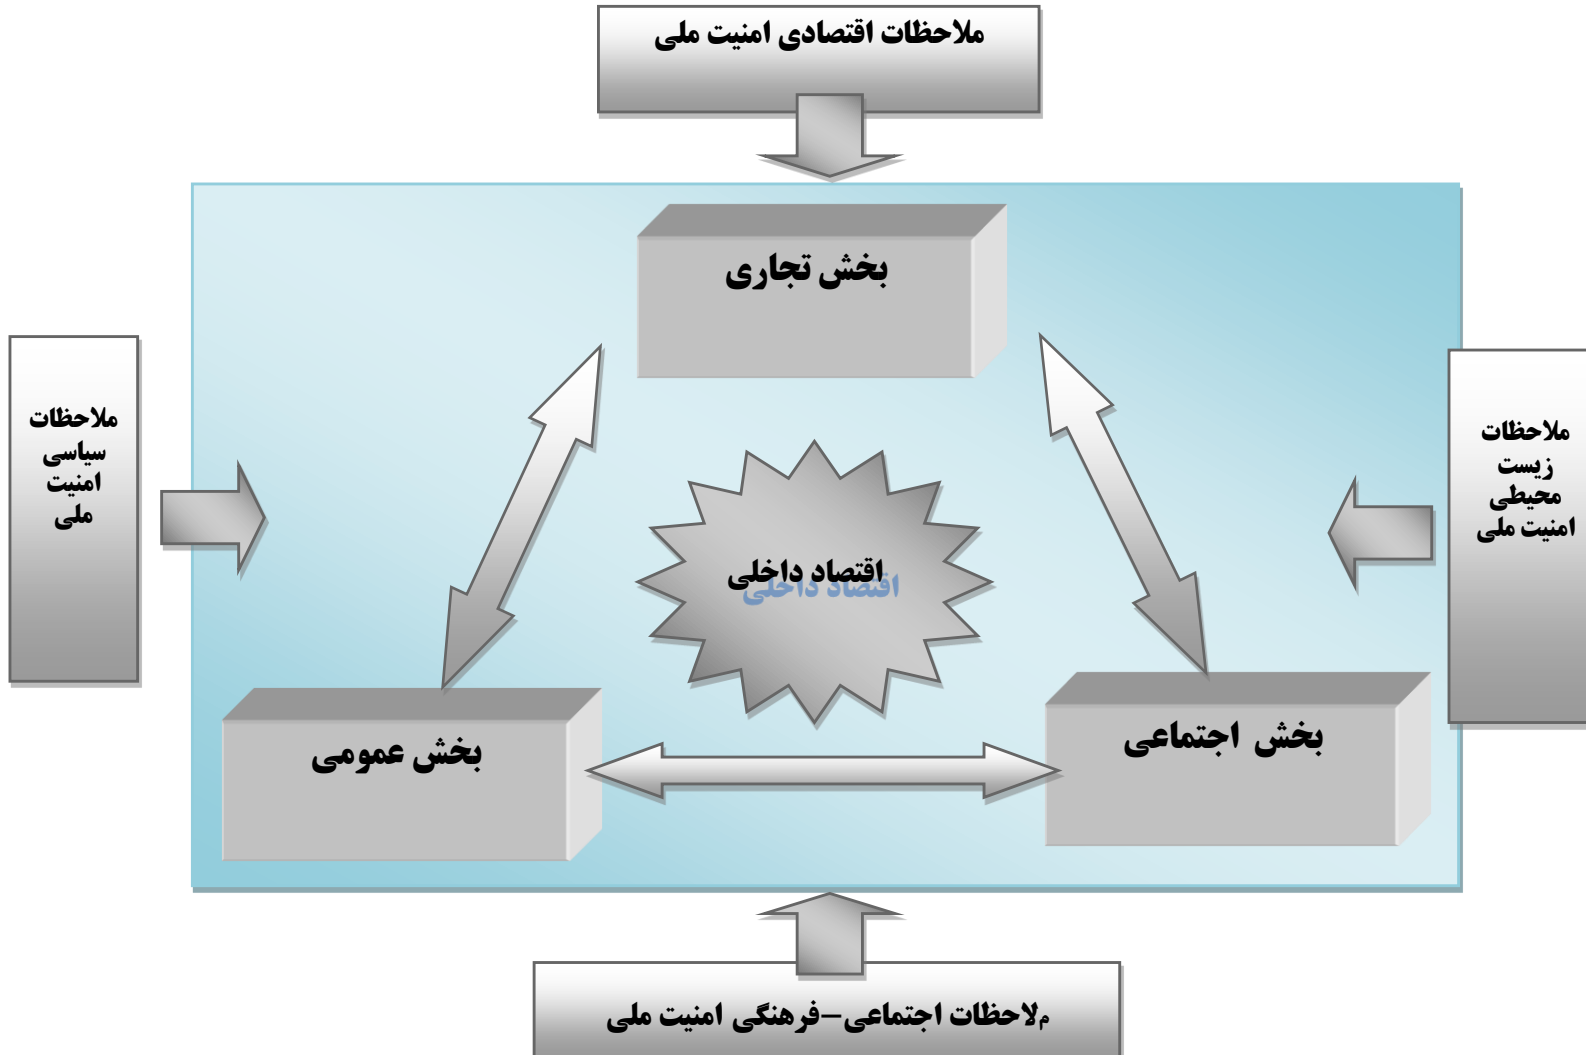 ملاحظات اقتصادی امنیت ملی
بخش تجاری
ملاحظات
سیاسی
امنیت
ملی
ملاحظات
زیست
محیطی
امنیت ملی
اقتصاد داخلی
اقتصاد داخلی
بخش اجتماعی
بخش عمومی
ملاحظات اجتماعی-فرهنگی امنیت ملی